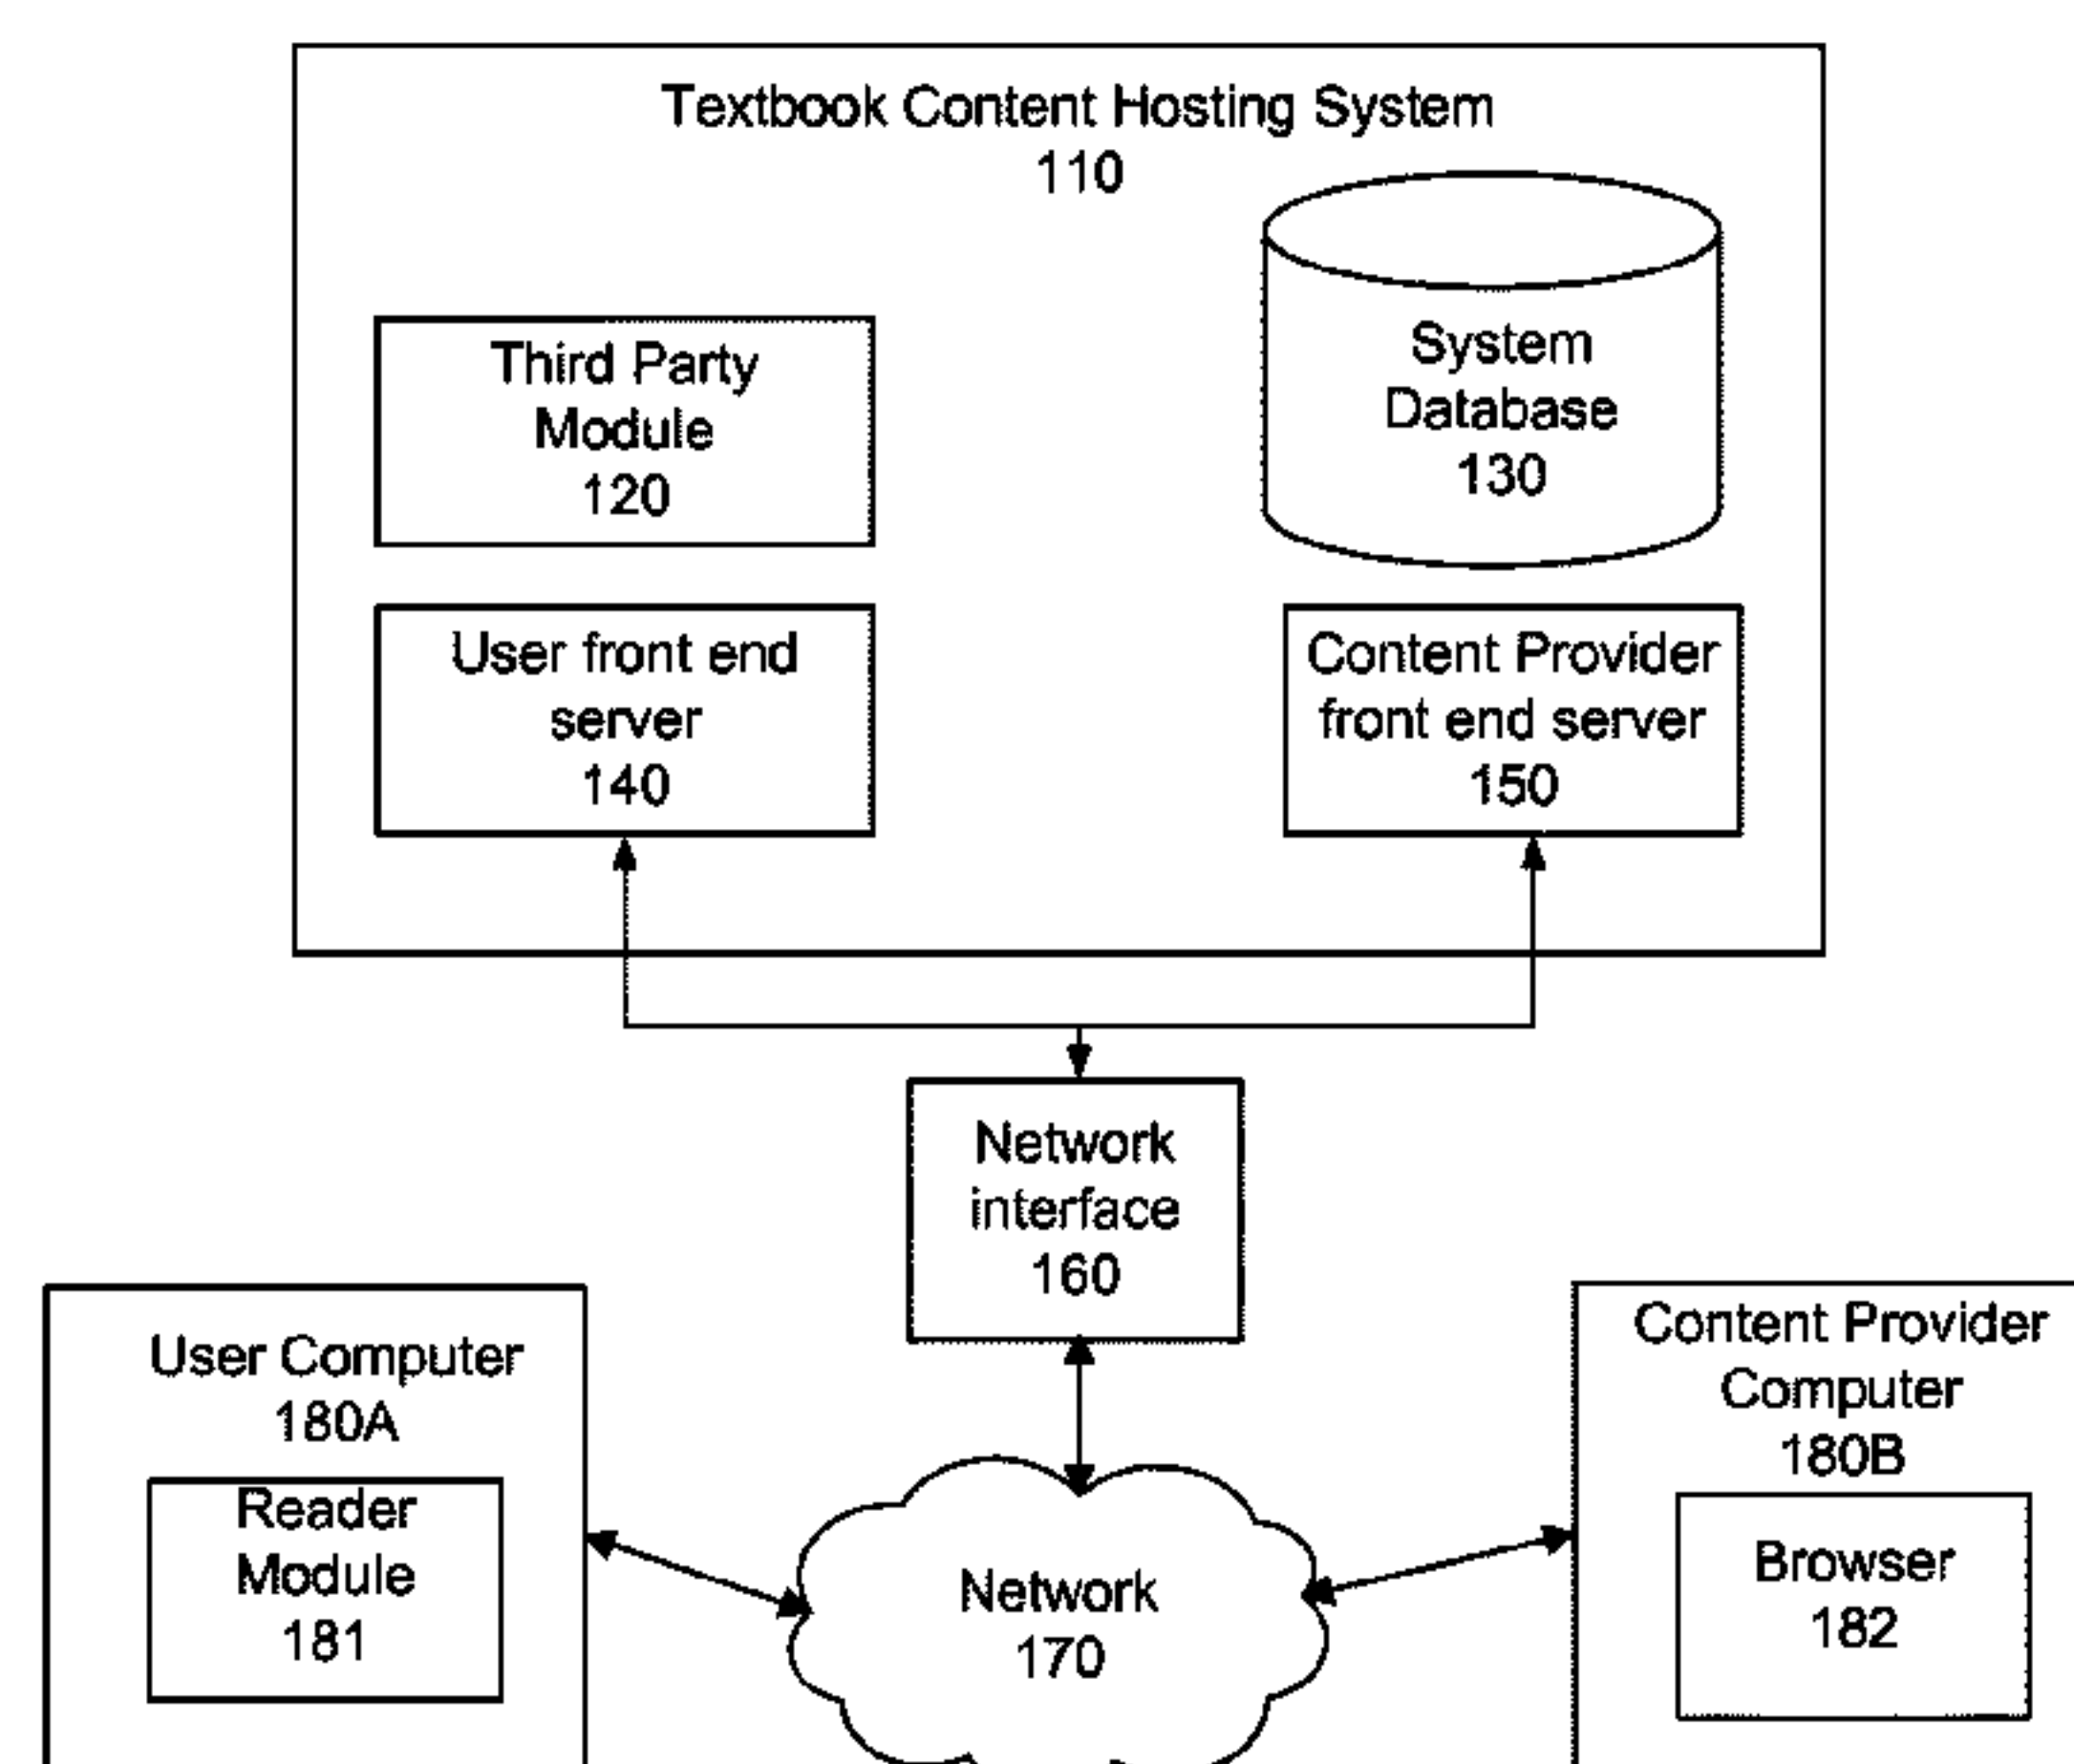 Textbook Content Hosting System
110
Third Party
Module
120
System
Database
130
User front end
server
140
Content Provider
front end server
150
Network
interface
160
User Computer
180A
Reader
Module
181
Network
170
Content Provider
Computer
180B
Browser
182